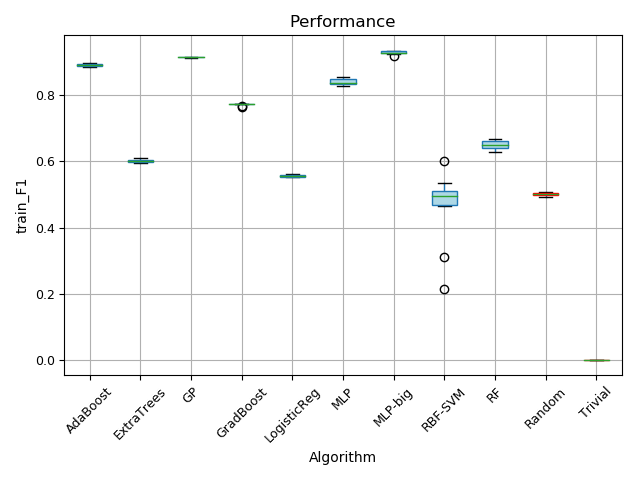 Performance
train_F1
0.8
0.6
0.4
0.2
0.0
AdaBoost
ExtraTrees
GP
GradBoost
LogisticReg
MLP
MLP-big
RBF-SVM
RF
Random
Trivial
Algorithm